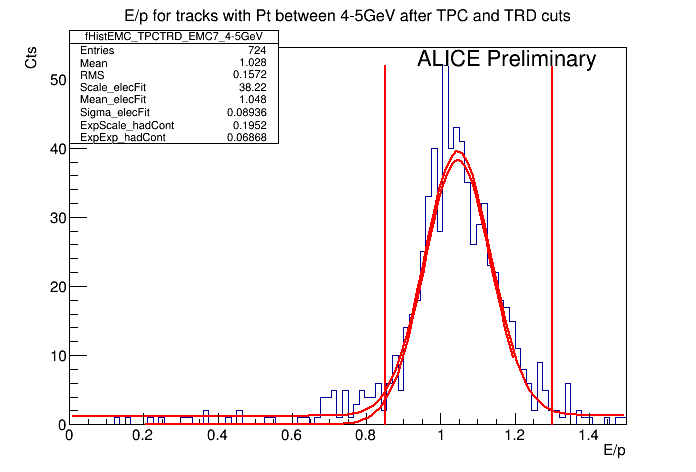 E/p for tracks with Pt between 4-5GeV after TPC and TRD cuts
fHistEMC_TPCTRD_EMC7_4-5GeV
Entries 724
Mean 1.028
RMS 0.1572
Scale_elecFit 38.22
Mean_elecFit 1.048
Sigma_elecFit 0.08936
ExpScale_hadCont 0.1952
ExpExp_hadCont 0.06868
ALICE Preliminary
Cts
50
40
30
20
10
0
0 0.2 0.4 0.6 0.8 1 1.2 1.4
E/p